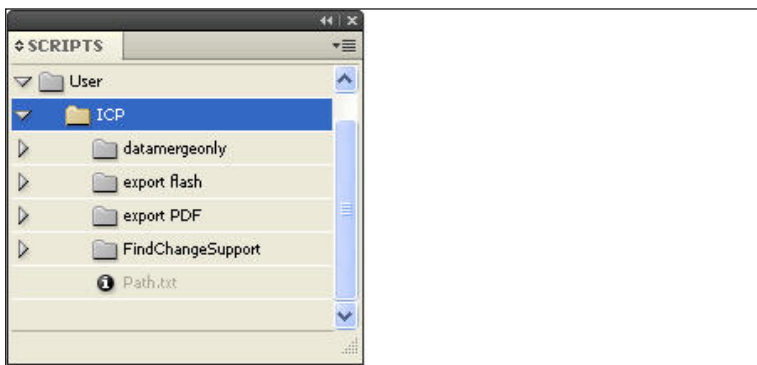 SCRIPTS
User
ICP
datamergeonly
export flash
export PDF
FindChangeSupport
Path.txt